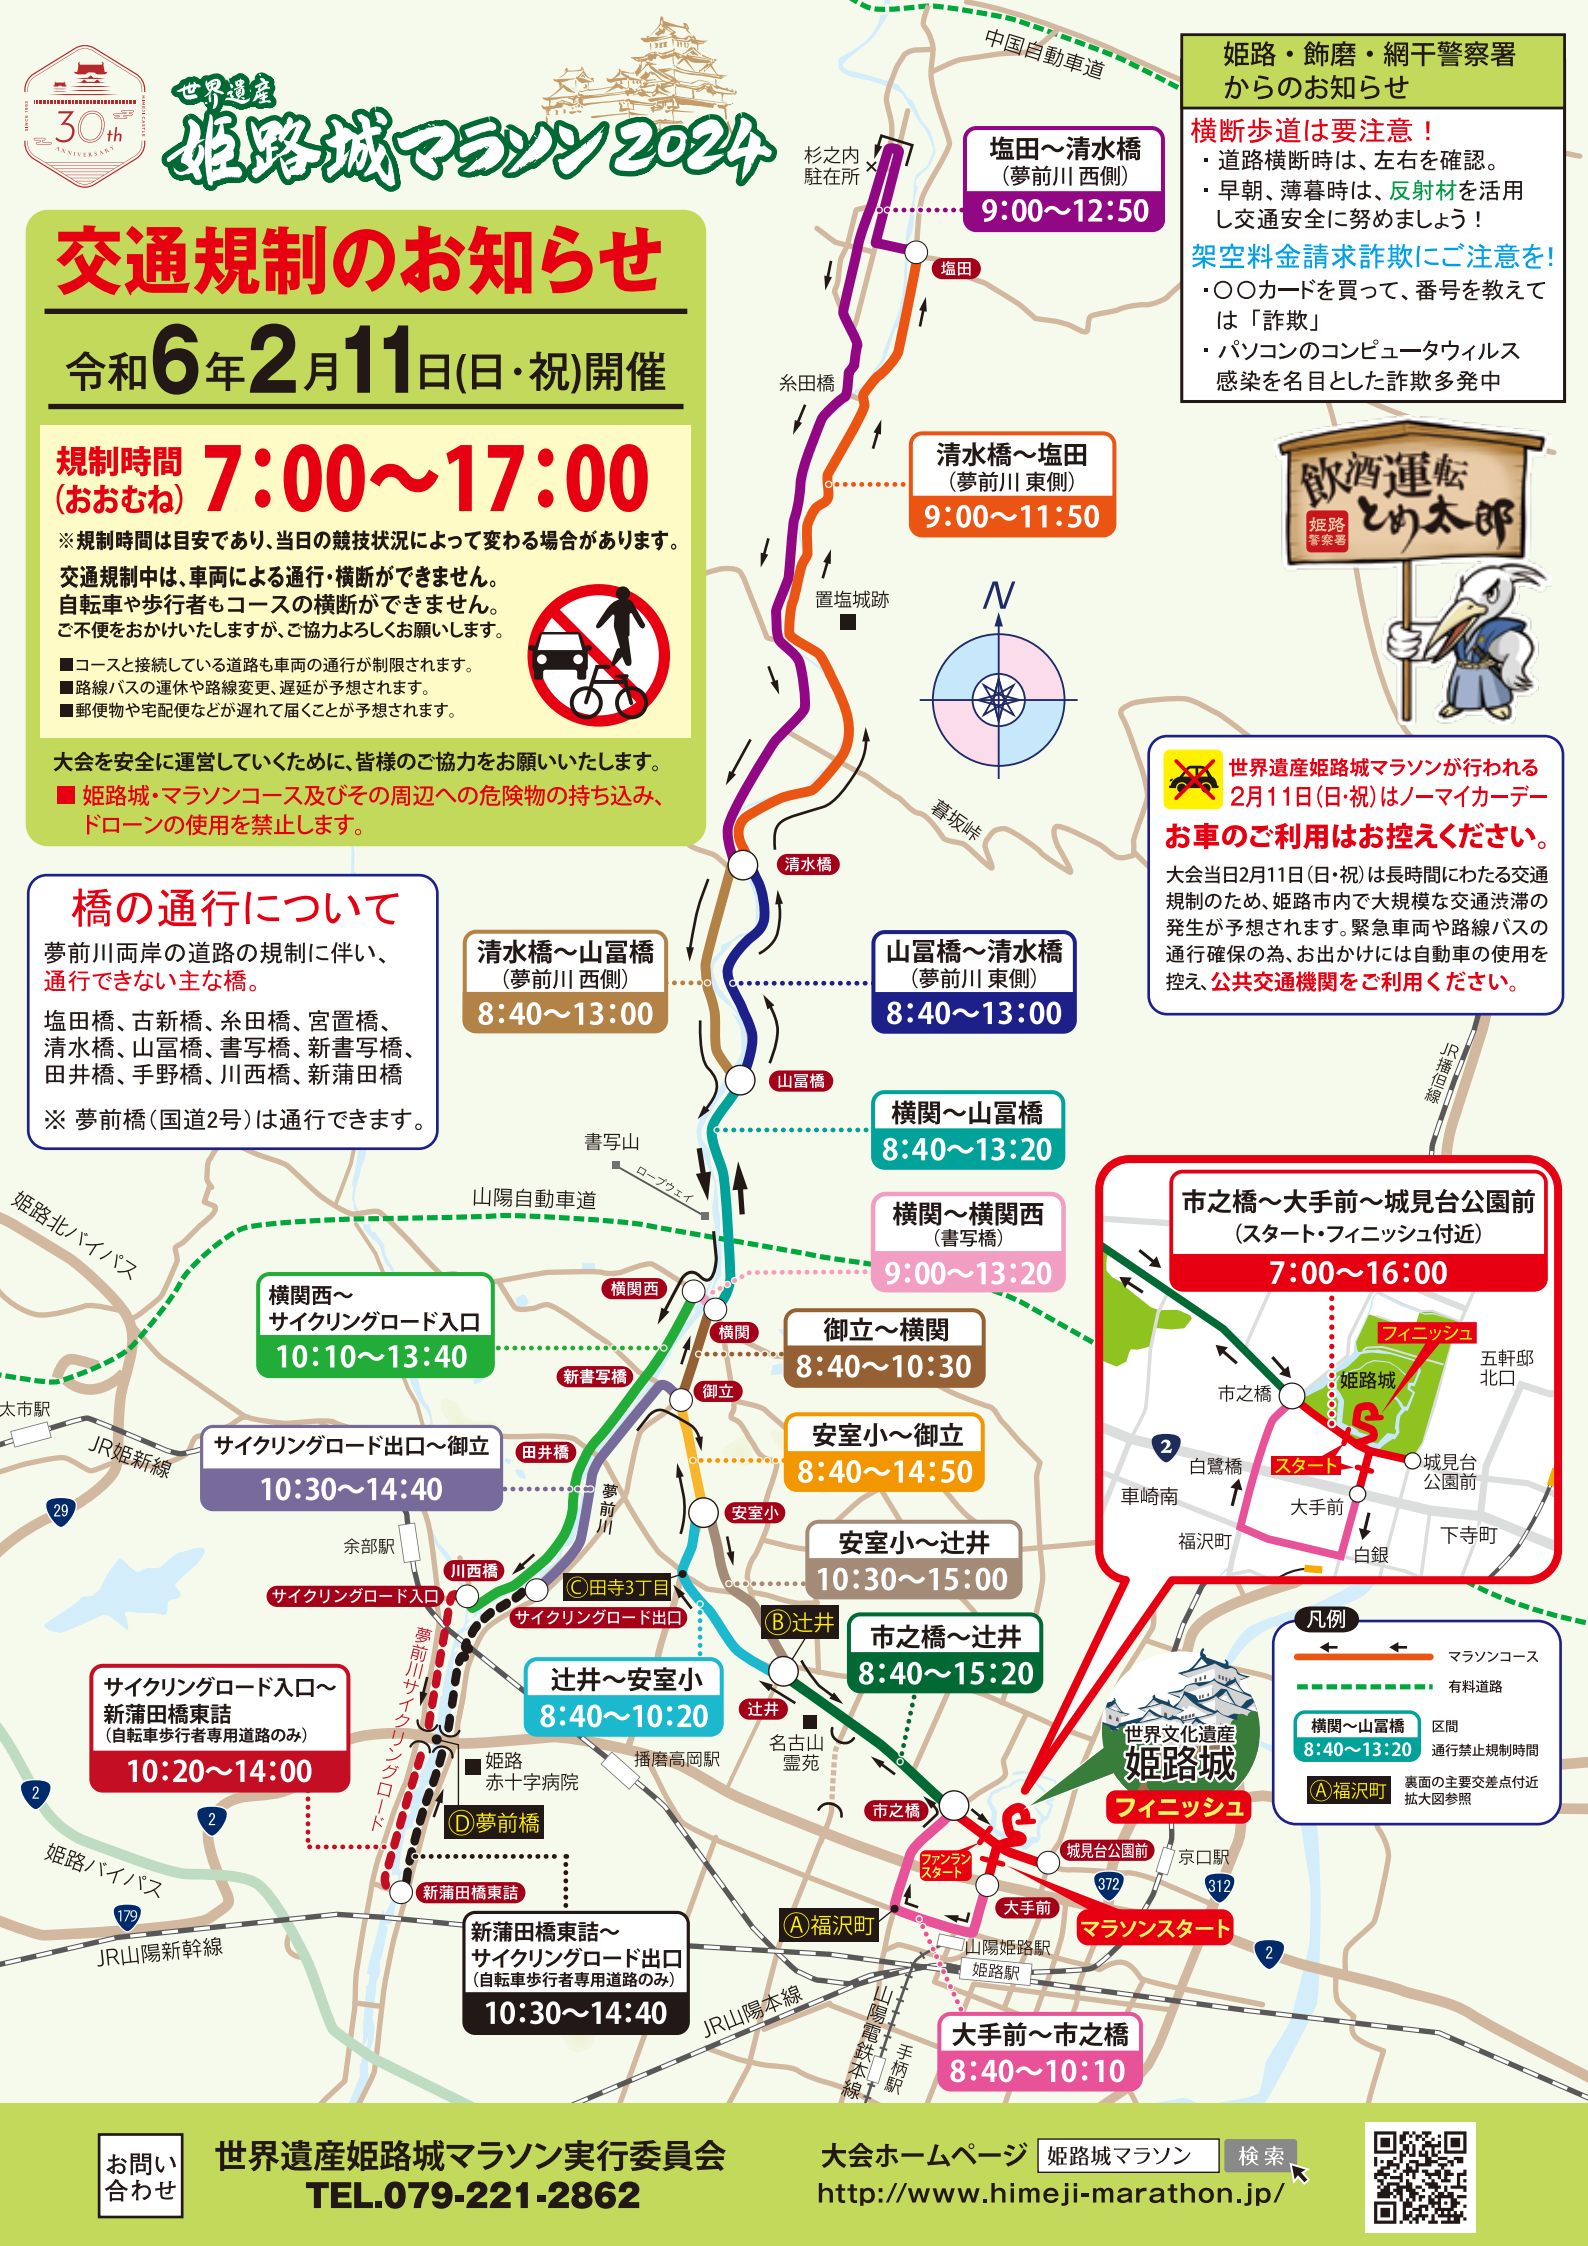 SINCE 1993
30th
ANNIVERSARY
HIMEJI CASTLE
世界遺産
姫路城マラソン2024
交通規制のお知らせ
令和6年2月11日(日・祝)開催
規制時間
(おおむね)
7:00〜17:00
※規制時間は目安であり、当日の競技状況によって変わる場合があります。
交通規制中は、車両による通行・横断ができません。
自転車や歩行者もコースの横断ができません。
ご不便をおかけいたしますが、ご協力よろしくお願いします。
■コースと接続している道路も車両の通行が制限されます。
■路線バスの運休や路線変更、遅延が予想されます。
■郵便物や宅配便などが遅れて届くことが予想されます。
大会を安全に運営していくために、皆様のご協力をお願いいたします。
■ 姫路城・マラソンコース及びその周辺への危険物の持ち込み、
ドローンの使用を禁止します。
橋の通行について
夢前川両岸の道路の規制に伴い、
通行できない主な橋。
塩田橋、古新橋、糸田橋、宮置橋、
清水橋、山冨橋、書写橋、新書写橋、
田井橋、手野橋、川西橋、新蒲田橋
※ 夢前橋(国道2号)は通行できます。
姫路・飾磨・網干警察署
からのお知らせ
横断歩道は要注意！
・道路横断時は、左右を確認。
・早朝、薄暮時は、反射材を活用
し交通安全に努めましょう！
架空料金請求詐欺にご注意を!
・〇〇カードを買って、番号を教えて
は「詐欺」
・パソコンのコンピュータウィルス
感染を名目とした詐欺多発中
飲酒運転
とめ太郎
姫路
警察署
世界遺産姫路城マラソンが行われる
2月11日(日・祝)はノーマイカーデー
お車のご利用はお控えください。
大会当日2月11日(日・祝)は長時間にわたる交通
規制のため、姫路市内で大規模な交通渋滞の
発生が予想されます。緊急車両や路線バスの
通行確保の為、お出かけには自動車の使用を
控え、公共交通機関をご利用ください。
中国自動車道
杉之内
駐在所
塩田〜清水橋
(夢前川 西側)
9:00〜12:50
塩田
糸田橋
清水橋〜塩田
(夢前川 東側)
9:00〜11:50
置塩城跡
N
暮坂峠
清水橋
清水橋〜山冨橋
(夢前川 西側)
8:40〜13:00
山冨橋〜清水橋
(夢前川 東側)
8:40〜13:00
山冨橋
横関〜山冨橋
8:40〜13:20
書写山
ロープウェイ
山陽自動車道
横関〜横関西
(書写橋)
9:00〜13:20
姫路北バイパス
横関西
横関
横関西〜
サイクリングロード入口
10:10〜13:40
御立〜横関
8:40〜10:30
新書写橋
御立
太市駅
JR姫新線
サイクリングロード出口〜御立
10:30〜14:40
田井橋
安室小〜御立
8:40〜14:50
夢前川
29
安室小
余部駅
安室小〜辻井
10:30〜15:00
川西橋
サイクリングロード入口
Ⓒ田寺3丁目
サイクリングロード出口
Ⓑ辻井
市之橋〜辻井
8:40〜15:20
夢前川サイクリングロード
サイクリングロード入口〜
新蒲田橋東詰
(自転車歩行者専用道路のみ)
10:20〜14:00
辻井〜安室小
8:40〜10:20
辻井
名古山
霊苑
播磨高岡駅
姫路
赤十字病院
Ⓓ夢前橋
2
2
姫路バイパス
179
JR山陽新幹線
新蒲田橋東詰
新蒲田橋東詰〜
サイクリングロード出口
(自転車歩行者専用道路のみ)
10:30〜14:40
市之橋
世界文化遺産
姫路城
フィニッシュ
ファンラン
スタート
城見台公園前
京口駅
372
312
大手前
マラソンスタート
2
Ⓐ福沢町
山陽姫路駅
姫路駅
JR山陽本線
山陽電鉄本線
手柄駅
大手前〜市之橋
8:40〜10:10
JR播但線
市之橋〜大手前〜城見台公園前
(スタート・フィニッシュ付近)
7:00〜16:00
フィニッシュ
五軒邸
北口
市之橋
姫路城
2
白鷺橋
スタート
城見台
公園前
車崎南
大手前
福沢町
白銀
下寺町
凡例
マラソンコース
有料道路
横関〜山冨橋
8:40〜13:20
区間
通行禁止規制時間
Ⓐ福沢町
裏面の主要交差点付近
拡大図参照
お問い
合わせ
世界遺産姫路城マラソン実行委員会
TEL.079-221-2862
大会ホームページ
姫路城マラソン
検索
http://www.himeji-marathon.jp/